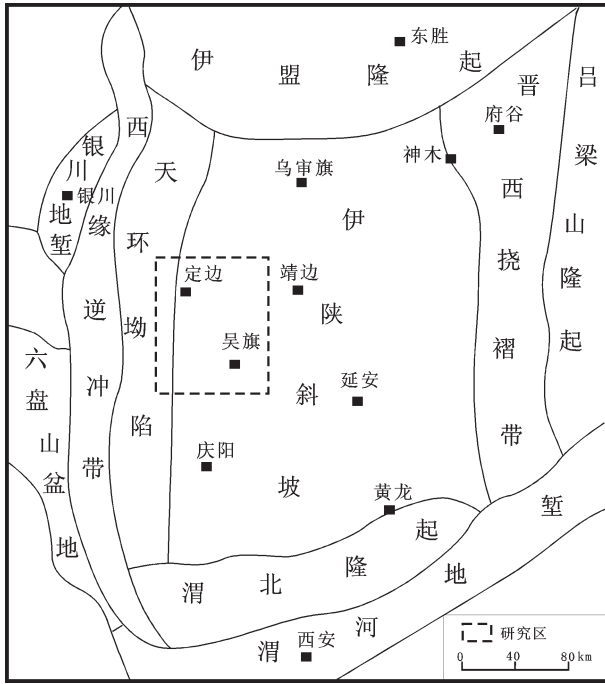 伊盟隆起
东胜
晋西挠褶带
吕梁山隆起
府谷
神木
银川地堑
银川
西缘逆冲带
天环坳陷
乌审旗
伊陕斜坡
定边
靖边
吴旗
延安
六盘山盆地
庆阳
黄龙
渭北隆起
渭河地堑
西安
研究区
0 40 80km